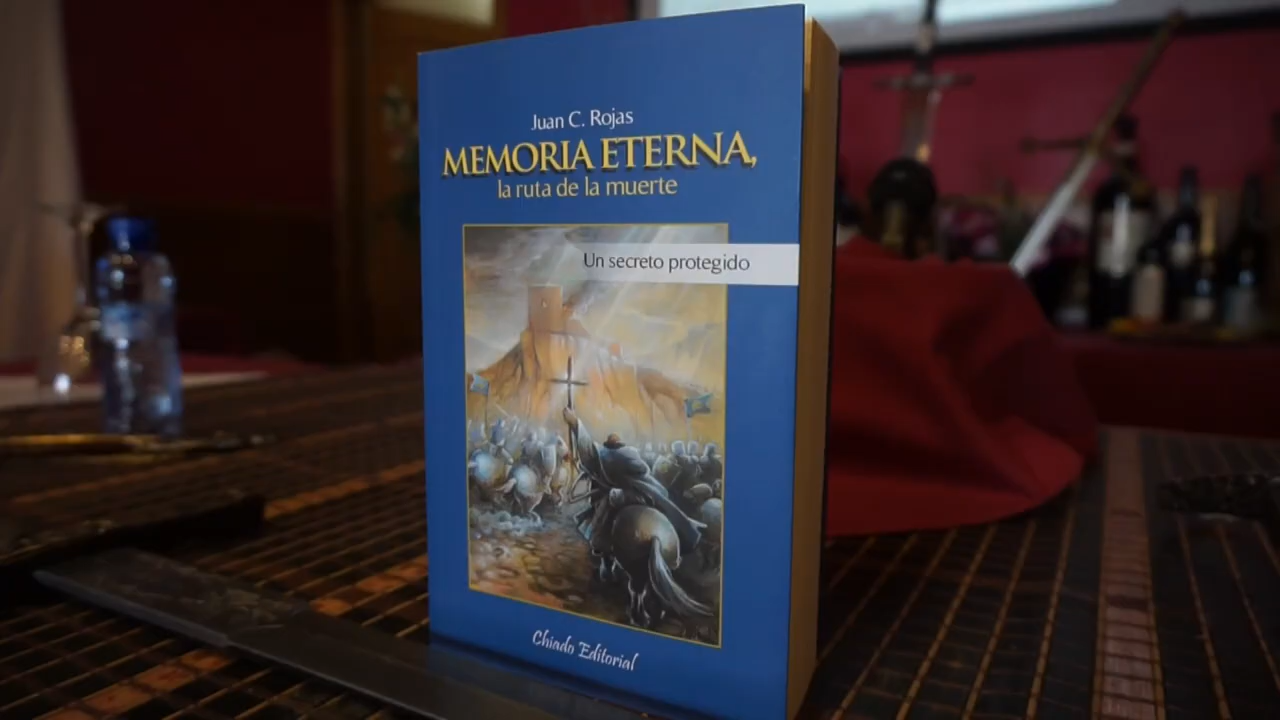 Juan C. Rojas
MEMORIA ETERNA,
la ruta de la muerte
Un secreto protegido
Chiado Editorial